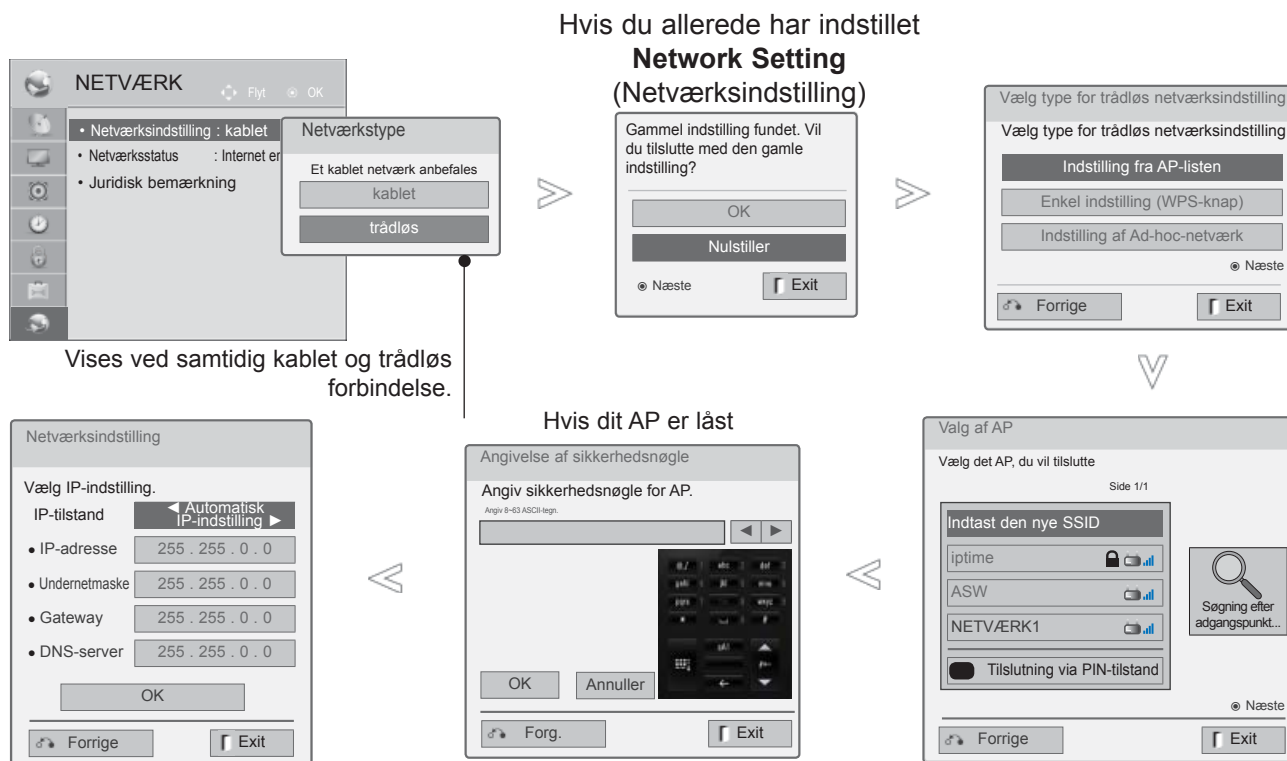 Hvis du allerede har indstillet
Network Setting
(Netværksindstilling)
NETVÆRK
Flyt
OK
• Netværksindstilling : kablet
• Netværksstatus : Internet er
• Juridisk bemærkning
Netværkstype
Et kablet netværk anbefales
kablet
trådløs
Vises ved samtidig kablet og trådløs
forbindelse.
Gammel indstilling fundet. Vil
du tilslutte med den gamle
indstilling?
OK
Nulstiller
Næste
Exit
Vælg type for trådløs netværksindstilling
Vælg type for trådløs netværksindstilling
Indstilling fra AP-listen
Enkel indstilling (WPS-knap)
Indstilling af Ad-hoc-netværk
Næste
Forrige
Exit
Valg af AP
Vælg det AP, du vil tilslutte
Side 1/1
Indtast den nye SSID
iptime
ASW
NETVÆRK1
Tilslutning via PIN-tilstand
Søgning efter
adgangspunkt...
Næste
Forrige
Exit
Hvis dit AP er låst
Angivelse af sikkerhedsnøgle
Angiv sikkerhedsnøgle for AP.
Angiv 8~63 ASCII-tegn.
OK
Annuller
Forg.
Exit
Netværksindstilling
Vælg IP-indstilling.
IP-tilstand
◄ Automatisk
IP-indstilling ►
• IP-adresse 255 . 255 . 0 . 0
• Undernetmaske 255 . 255 . 0 . 0
• Gateway 255 . 255 . 0 . 0
• DNS-server 255 . 255 . 0 . 0
OK
Forrige
Exit